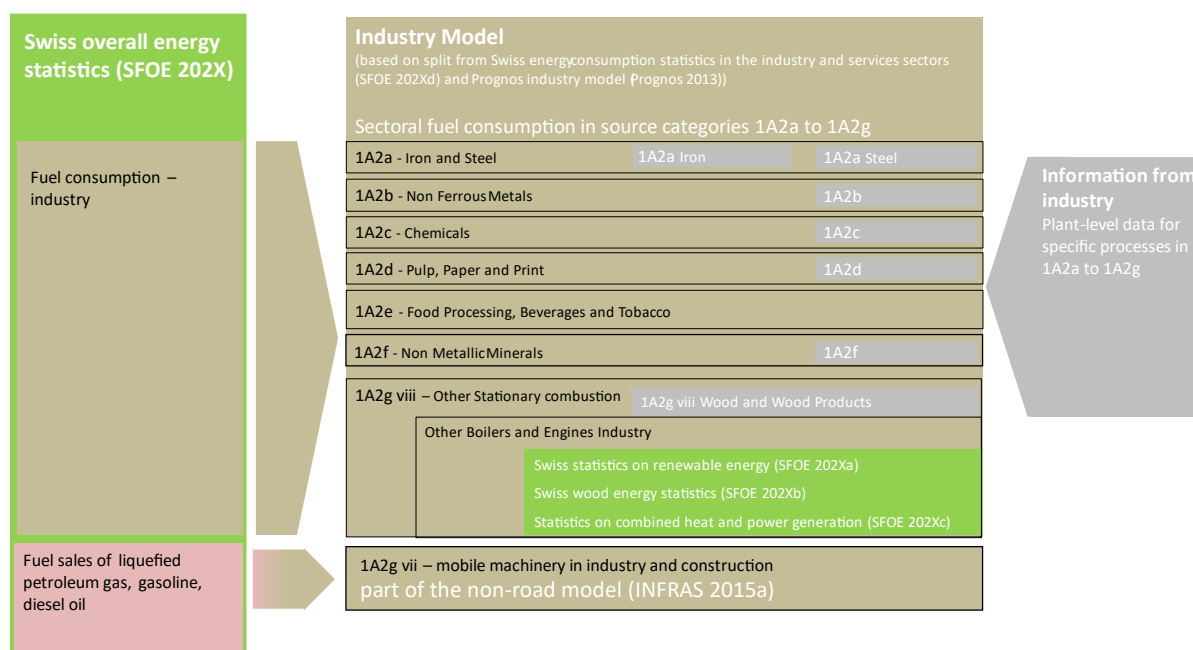 Swiss overall energy
statistics (SFOE 202X)
Fuel consumption –
industry
Fuel sales of liquefied
petroleum gas, gasoline,
diesel oil
Industry Model
(based on split from Swiss energyconsumption statistics in the industry and services sectors
(SFOE 202Xd) and Prognos industry model (Prognos 2013))
Sectoral fuel consumption in source categories 1A2a to 1A2g
1A2a - Iron and Steel
1A2a Iron
1A2a Steel
1A2b - Non Ferrous Metals
1A2b
1A2c - Chemicals
1A2c
1A2d - Pulp, Paper and Print
1A2d
1A2e - Food Processing, Beverages and Tobacco
1A2f - Non Metallic Minerals
1A2f
1A2g viii – Other Stationary combustion
1A2g viii Wood and Wood Products
Other Boilers and Engines Industry
Swiss statistics on renewable energy (SFOE 202Xa)
Swiss wood energy statistics (SFOE 202Xb)
Statistics on combined heat and power generation (SFOE 202Xc)
1A2g vii – mobile machinery in industry and construction
part of the non-road model (INFRAS 2015a)
Information from
industry
Plant-level data for
specific processes in
1A2a to 1A2g